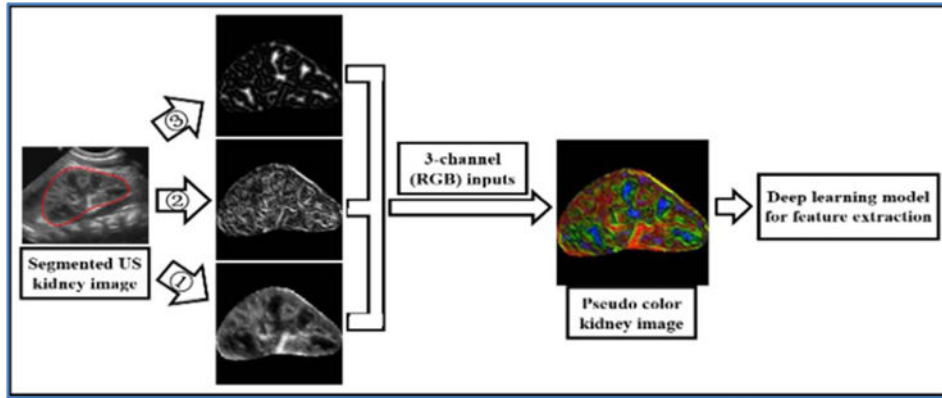 ③
②
①
Segmented US
kidney image
3-channel
(RGB) inputs
Pseudo color
kidney image
Deep learning model
for feature extraction